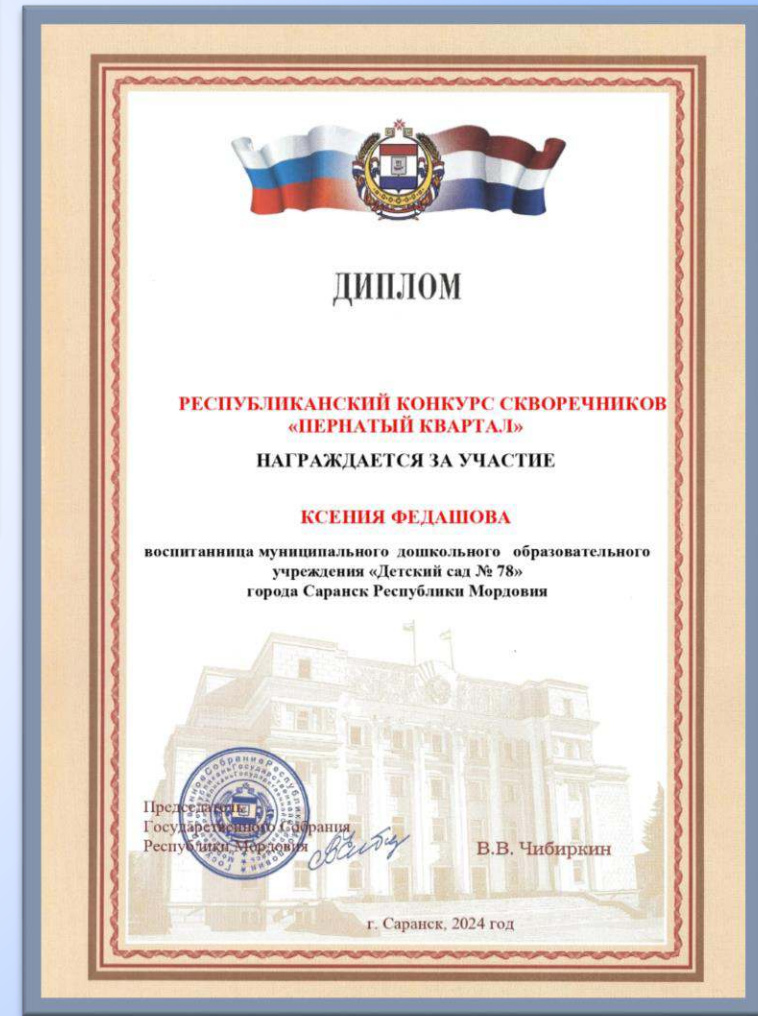 ДИПЛОМ
РЕСПУБЛИКАНСКИЙ КОНКУРС СКВОРЕЧНИКОВ
«ПЕРНАТЫЙ КВАРТАЛ»
НАГРАЖДАЕТСЯ ЗА УЧАСТИЕ
КСЕНИЯ ФЕДАШОВА
воспитанница муниципального дошкольного образовательного
учреждения «Детский сад № 78»
города Саранск Республики Мордовия
Председатель
Государственного Собрания
Республики Мордовия
В.В. Чибиркин
г. Саранск, 2024 год